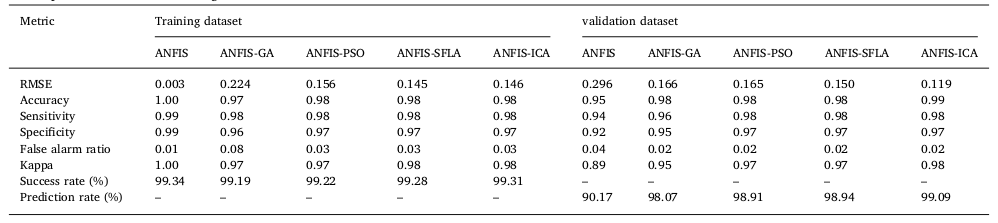 Metric Training dataset validation dataset
ANFIS ANFIS-GA ANFIS-PSO ANFIS-SFLA ANFIS-ICA ANFIS ANFIS-GA ANFIS-PSO ANFIS-SFLA ANFIS-ICA
RMSE 0.003 0.224 0.156 0.145 0.146 0.296 0.166 0.165 0.150 0.119
Accuracy 1.00 0.97 0.98 0.98 0.98 0.95 0.98 0.98 0.98 0.99
Sensitivity 0.99 0.98 0.98 0.98 0.98 0.94 0.96 0.98 0.98 0.98
Specificity 0.99 0.96 0.97 0.97 0.97 0.92 0.95 0.97 0.97 0.97
False alarm ratio 0.01 0.08 0.03 0.03 0.03 0.04 0.02 0.02 0.02 0.02
Kappa 1.00 0.97 0.97 0.98 0.98 0.89 0.95 0.97 0.97 0.98
Success rate (%) 99.34 99.19 99.22 99.28 99.31 – – – – –
Prediction rate (%) – – – – – 90.17 98.07 98.91 98.94 99.09